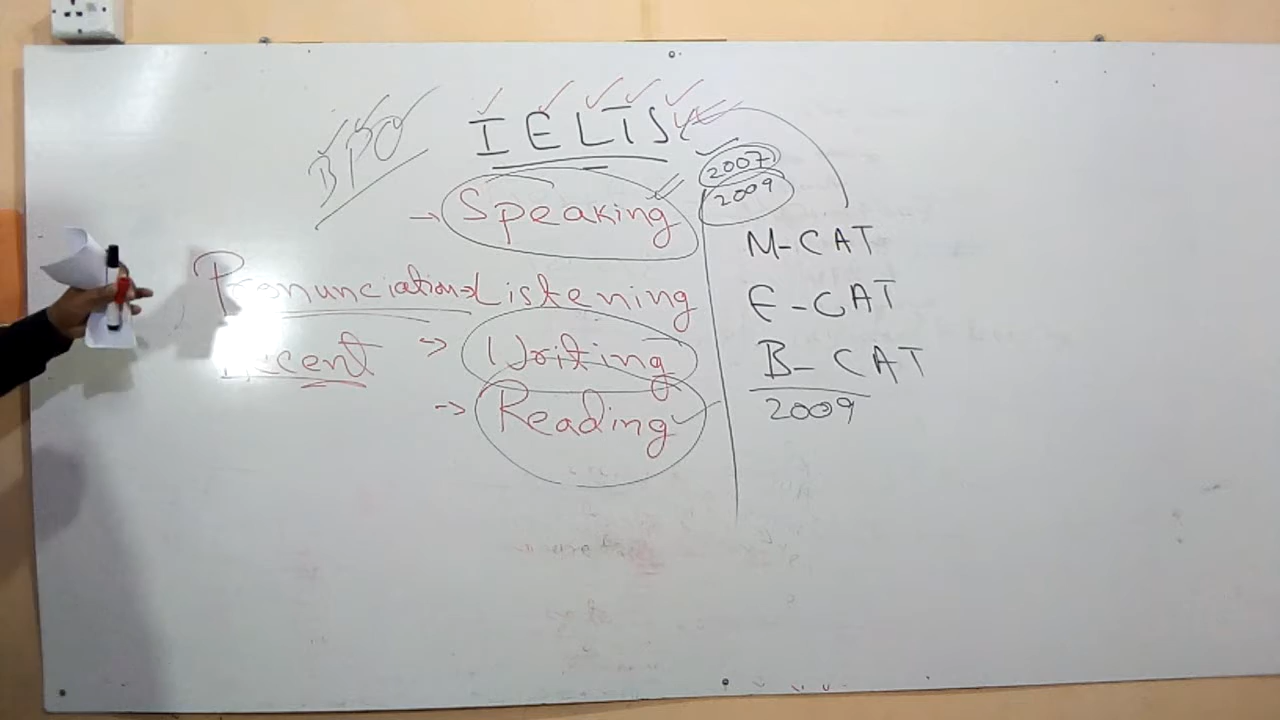 BPO
IELTS
2007
2009
→ Speaking
M-CAT
Pronunciation → Listening
E-CAT
Accent → Writing
B-CAT
2009
→ Reading